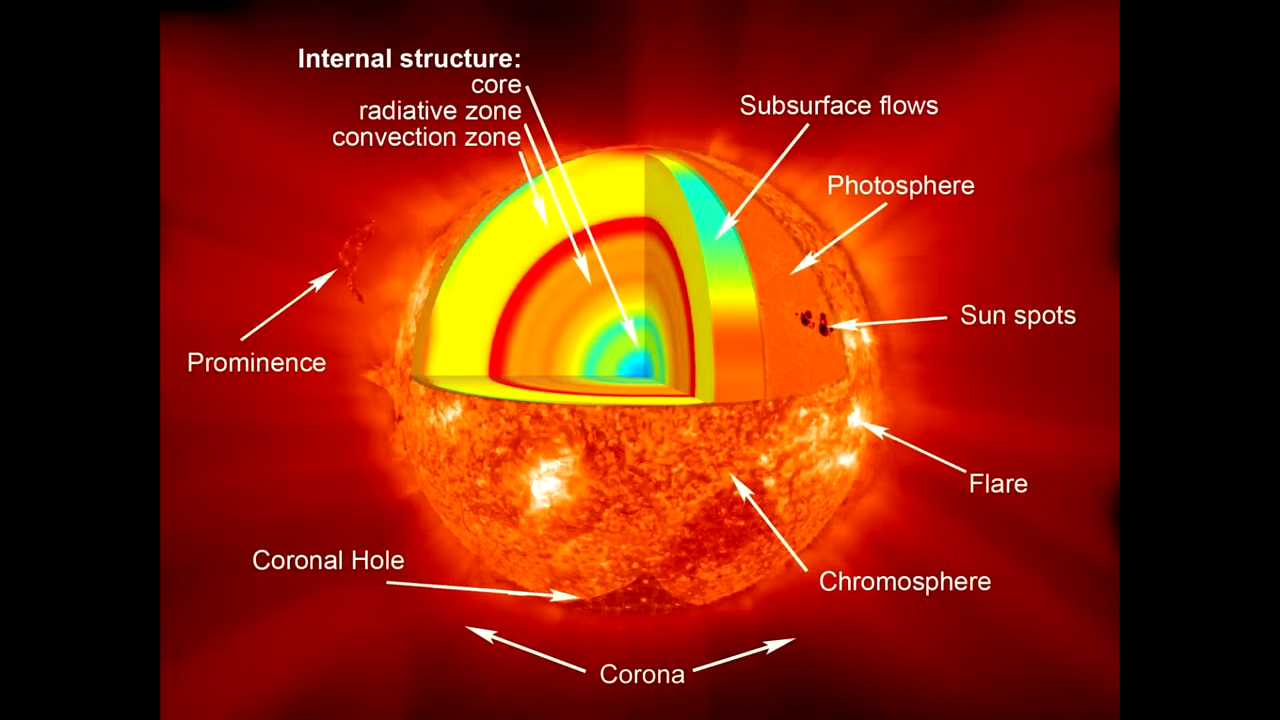 Internal structure:
core
radiative zone
convection zone
Subsurface flows
Photosphere
Sun spots
Prominence
Flare
Coronal Hole
Chromosphere
Corona